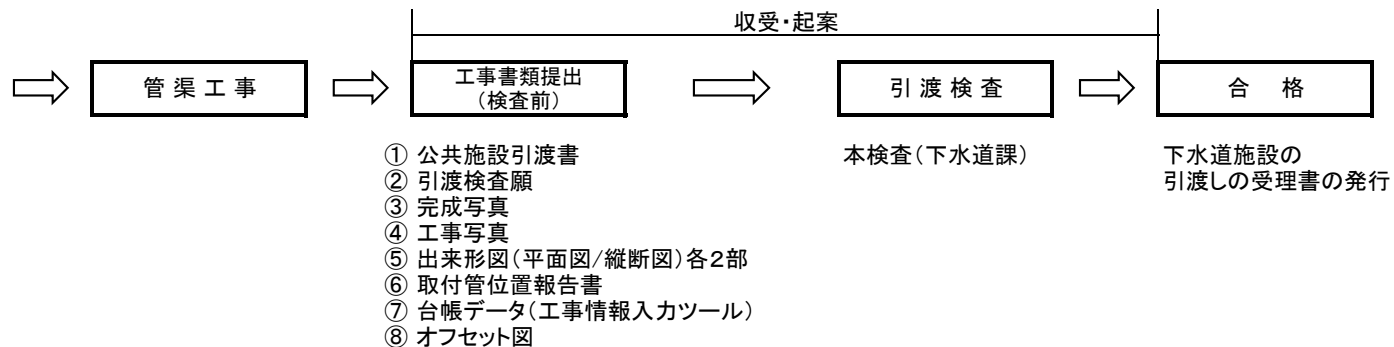 収受・起案
管 渠 工 事
工事書類提出
(検査前)
引 渡 検 査
合　格
① 公共施設引渡書
② 引渡検査願
③ 完成写真
④ 工事写真
⑤ 出来形図(平面図/縦断図)各2部
⑥ 取付管位置報告書
⑦ 台帳データ(工事情報入力ツール)
⑧ オフセット図
本検査(下水道課)
下水道施設の
引渡しの受理書の発行